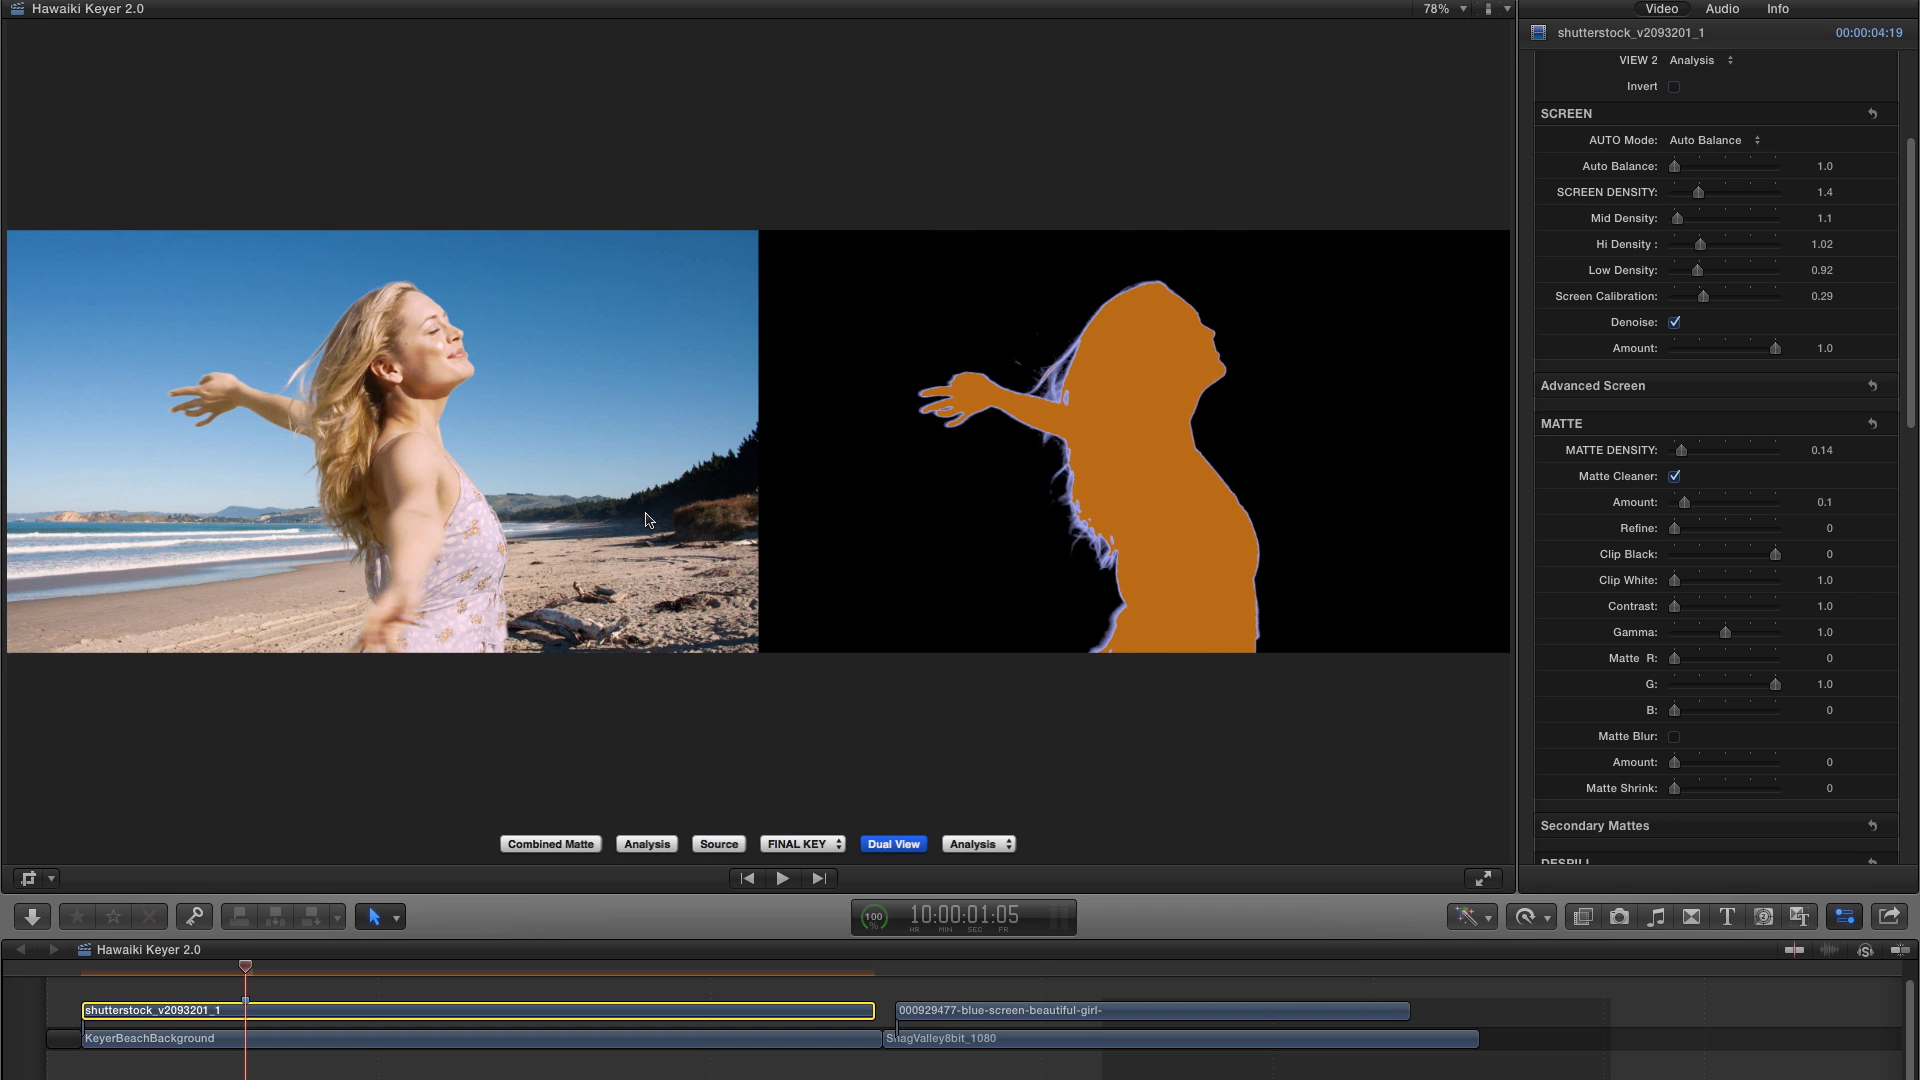 Hawaiki Keyer 2.0
78%
Video Audio Info
shutterstock_v2093201_1 00:00:04:19
VIEW 2 Analysis
Invert
SCREEN
AUTO Mode: Auto Balance
Auto Balance: 1.0
SCREEN DENSITY: 1.4
Mid Density: 1.1
Hi Density : 1.02
Low Density: 0.92
Screen Calibration: 0.29
Denoise:
Amount: 1.0
Advanced Screen
MATTE
MATTE DENSITY: 0.14
Matte Cleaner:
Amount: 0.1
Refine: 0
Clip Black: 0
Clip White: 1.0
Contrast: 1.0
Gamma: 1.0
Matte R: 0
G: 1.0
B: 0
Matte Blur:
Amount: 0
Matte Shrink: 0
Secondary Mattes
DESPILL
Combined Matte Analysis Source FINAL KEY Dual View Analysis
100 % 10:00:01:05
HR MIN SEC FR
Hawaiki Keyer 2.0
shutterstock_v2093201_1 000929477-blue-screen-beautiful-girl-
KeyerBeachBackground SnagValley8bit_1080